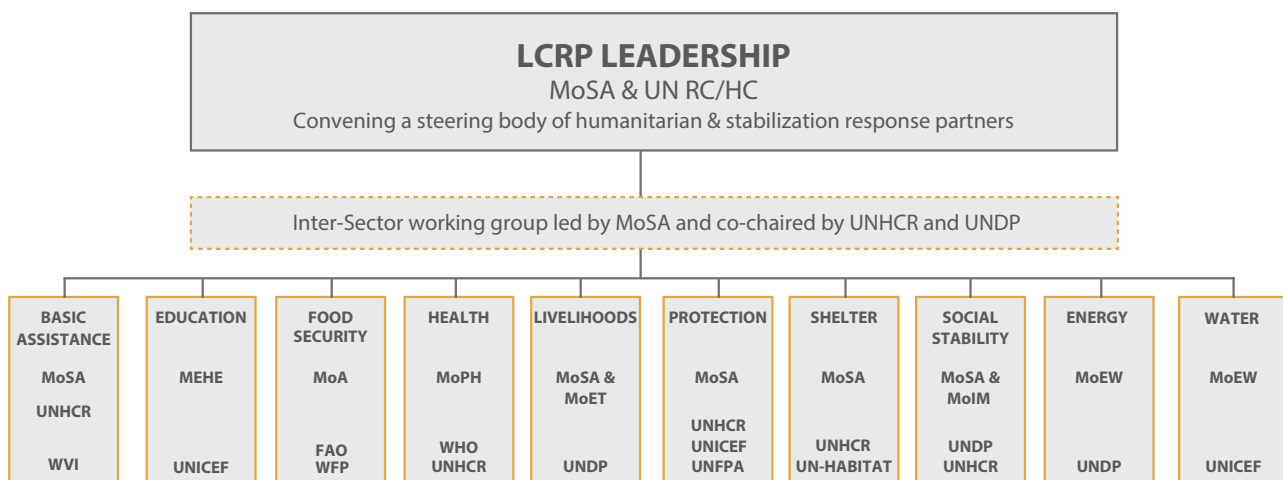 LCRP LEADERSHIP
MoSA & UN RC/HC
Convening a steering body of humanitarian & stabilization response partners
Inter-Sector working group led by MoSA and co-chaired by UNHCR and UNDP
BASIC
ASSISTANCE
MoSA
UNHCR
WVI
EDUCATION
MEHE
UNICEF
FOOD
SECURITY
MoA
FAO
WFP
HEALTH
MoPH
WHO
UNHCR
LIVELIHOODS
MoSA &
MoET
UNDP
PROTECTION
MoSA
UNHCR
UNICEF
UNFPA
SHELTER
MoSA
UNHCR
UN-HABITAT
SOCIAL
STABILITY
MoSA &
MoIM
UNDP
UNHCR
ENERGY
MoEW
UNDP
WATER
MoEW
UNICEF